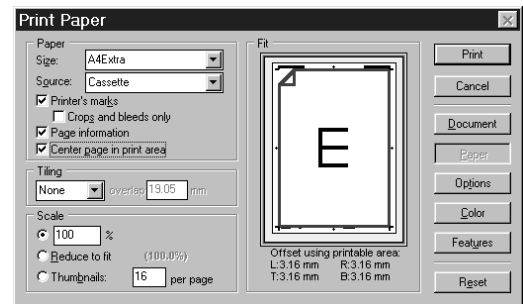 Print Paper
Paper
Size: A4Extra
Source: Cassette
Printer's marks
Crops and bleeds only
Page information
Center page in print area
Tiling
None overlap 19.05 mm
Scale
100 %
Reduce to fit (100.0%)
Thumbnails: 16 per page
Fit
E
Offset using printable area:
L:3.16 mm R:3.16 mm
T:3.16 mm B:3.16 mm
Print
Cancel
Document
Paper
Options
Color
Features
Reset